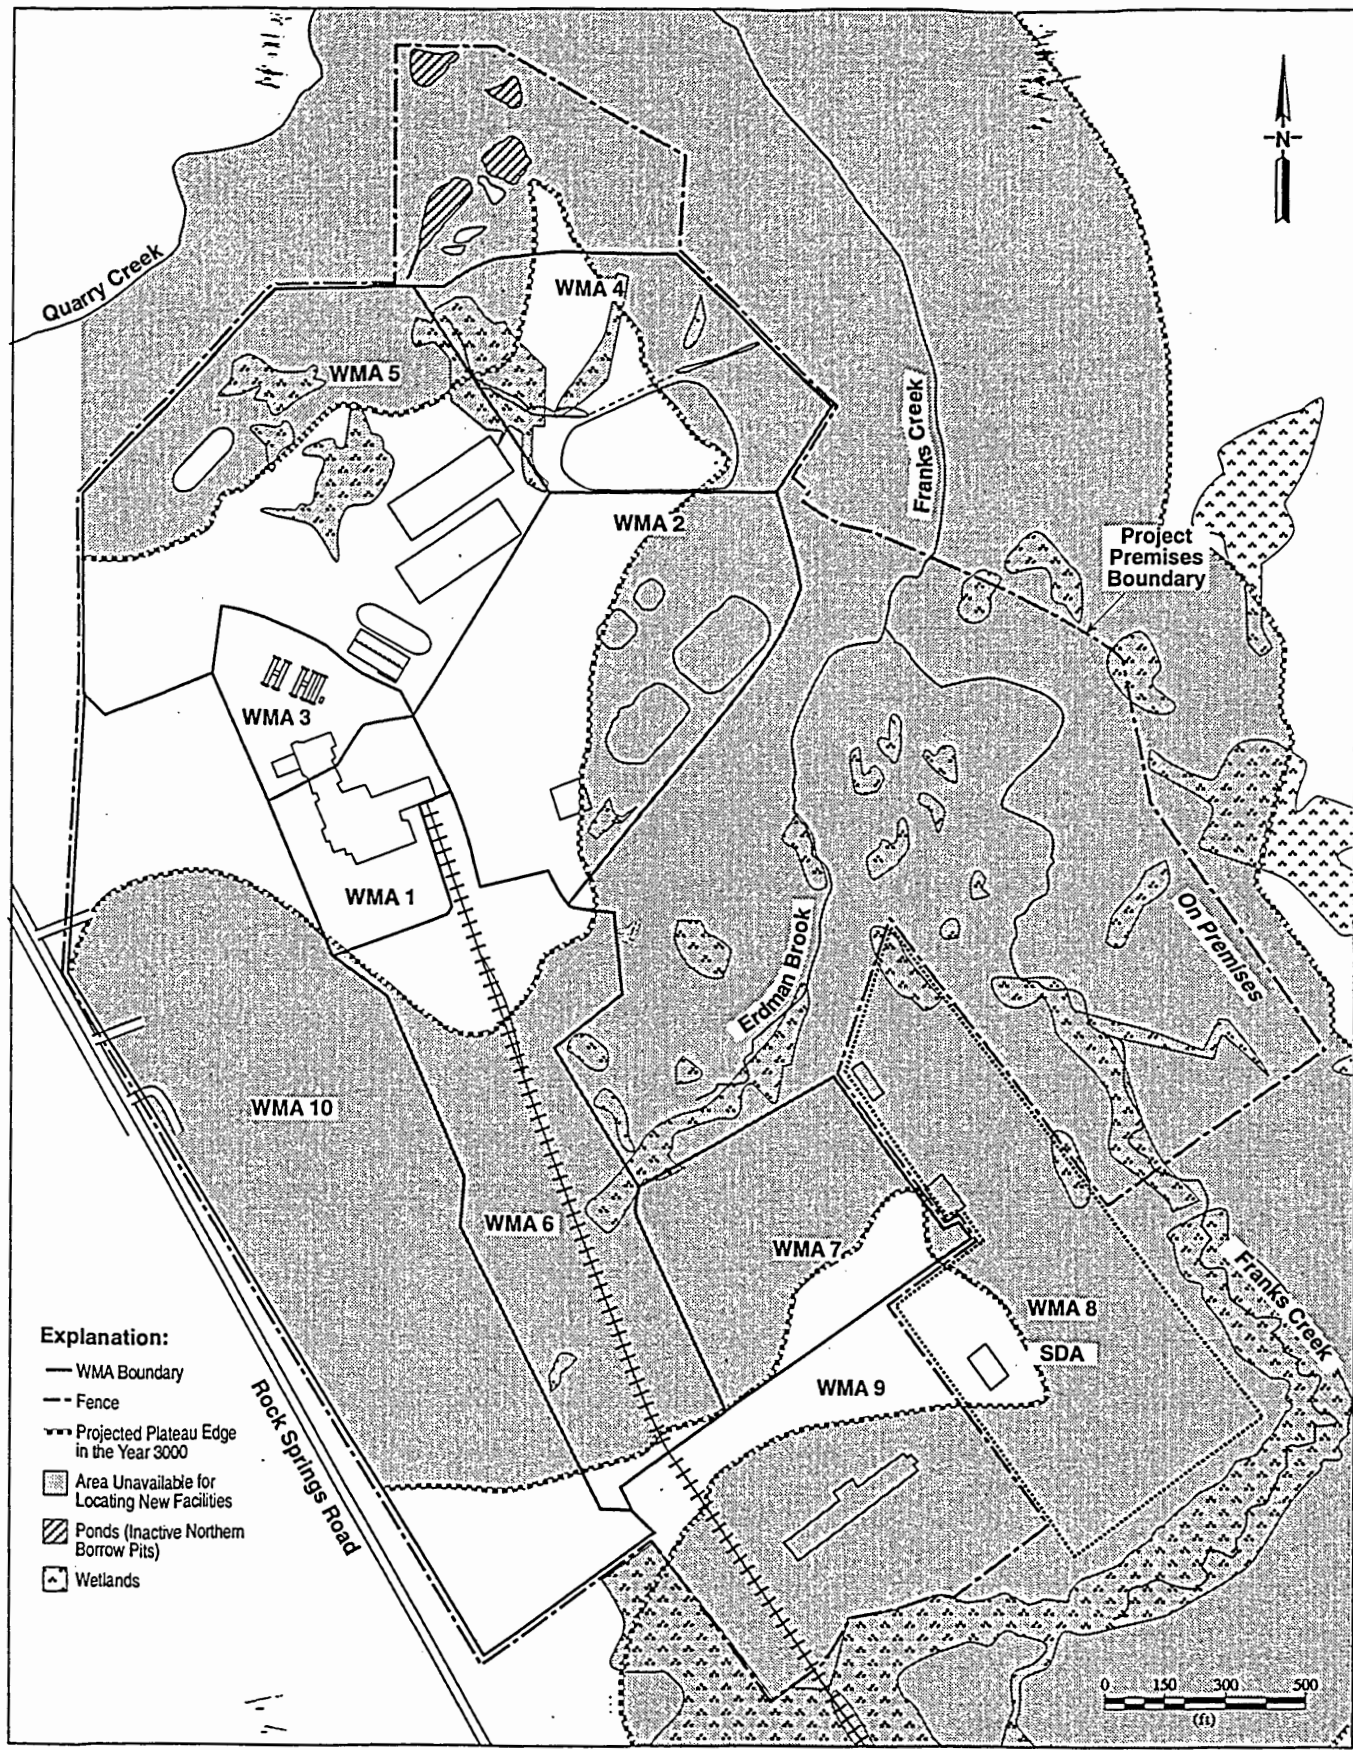 N
Quarry Creek
WMA 4
WMA 5
Franks Creek
WMA 2
Project
Premises
Boundary
WMA 3
WMA 1
On Premises
Erdman Brook
WMA 10
WMA 6
WMA 7
Franks Creek
WMA 8
SDA
WMA 9
Rock Springs Road
Explanation:
WMA Boundary
Fence
Projected Plateau Edge
in the Year 3000
Area Unavailable for
Locating New Facilities
Ponds (Inactive Northern
Borrow Pits)
Wetlands
0 150 300 500
(ft)